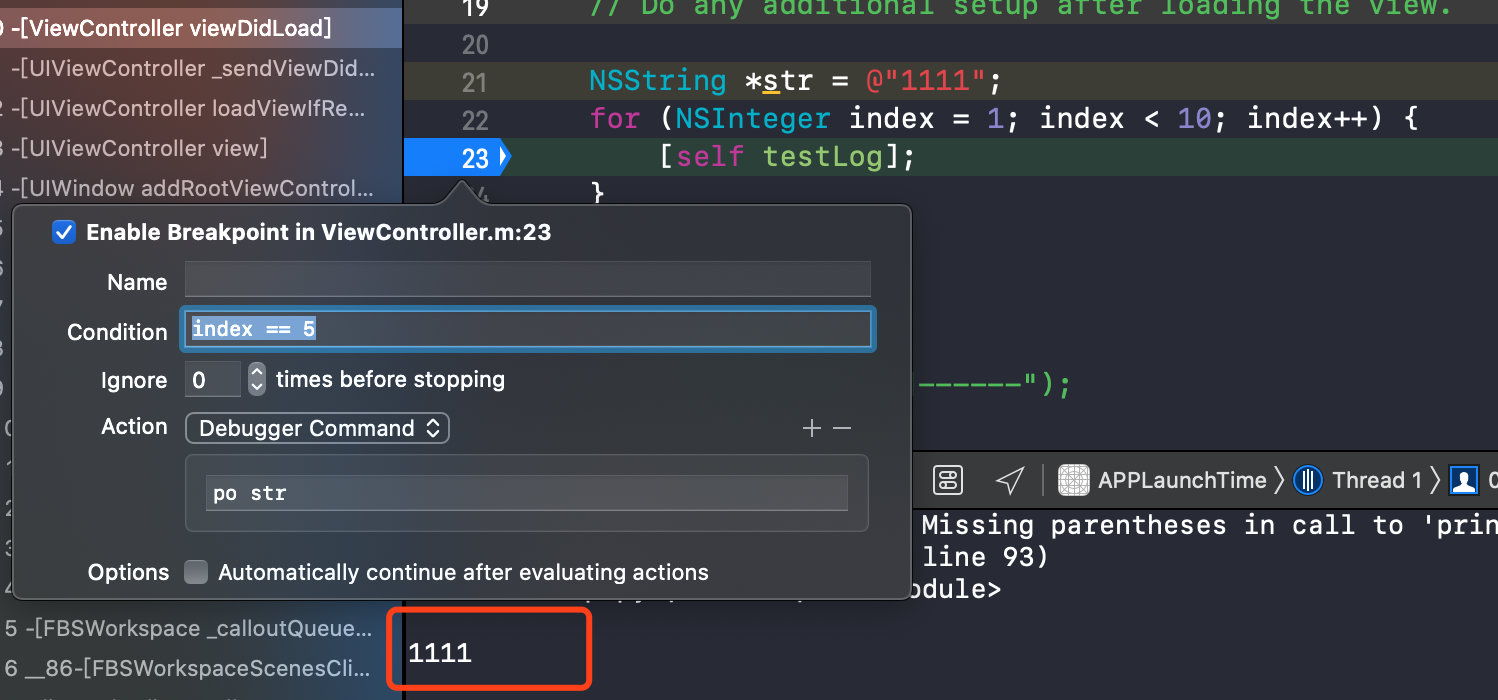 -[ViewController viewDidLoad]
-[UIViewController _sendViewDid...
-[UIViewController loadViewIfRe...
-[UIViewController view]
-[UIWindow addRootViewControl...
19 // Do any additional setup after loading the view.
20
21 NSString *str = @"1111";
22 for (NSInteger index = 1; index < 10; index++) {
23 [self testLog];
}
Enable Breakpoint in ViewController.m:23
Name
Condition index == 5
Ignore 0 times before stopping
Action Debugger Command
po str
Options Automatically continue after evaluating actions
------");
APPLaunchTime Thread 1 0
Missing parentheses in call to 'prin
line 93)
odule>
5 -[FBSWorkspace _calloutQueue...
6 __86-[FBSWorkspaceScenesCli...
1111